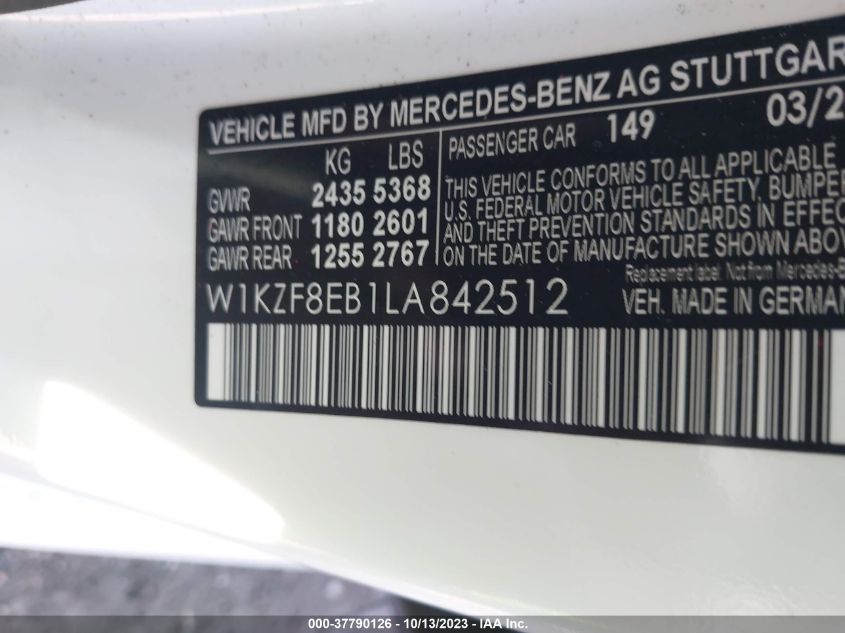 VEHICLE MFD BY MERCEDES-BENZ AG STUTTGAR
KG LBS
GVWR 2435 5368
GAWR FRONT 1180 2601
GAWR REAR 1255 2767
PASSENGER CAR 149 03/2
THIS VEHICLE CONFORMS TO ALL APPLICABLE
U.S. FEDERAL MOTOR VEHICLE SAFETY, BUMPER
AND THEFT PREVENTION STANDARDS IN EFFEC
ON THE DATE OF MANUFACTURE SHOWN ABOV
Replacement label: Not from Mercedes-B
W1KZF8EB1LA842512 VEH. MADE IN GERMAN
000-37790126 - 10/13/2023 - IAA Inc.